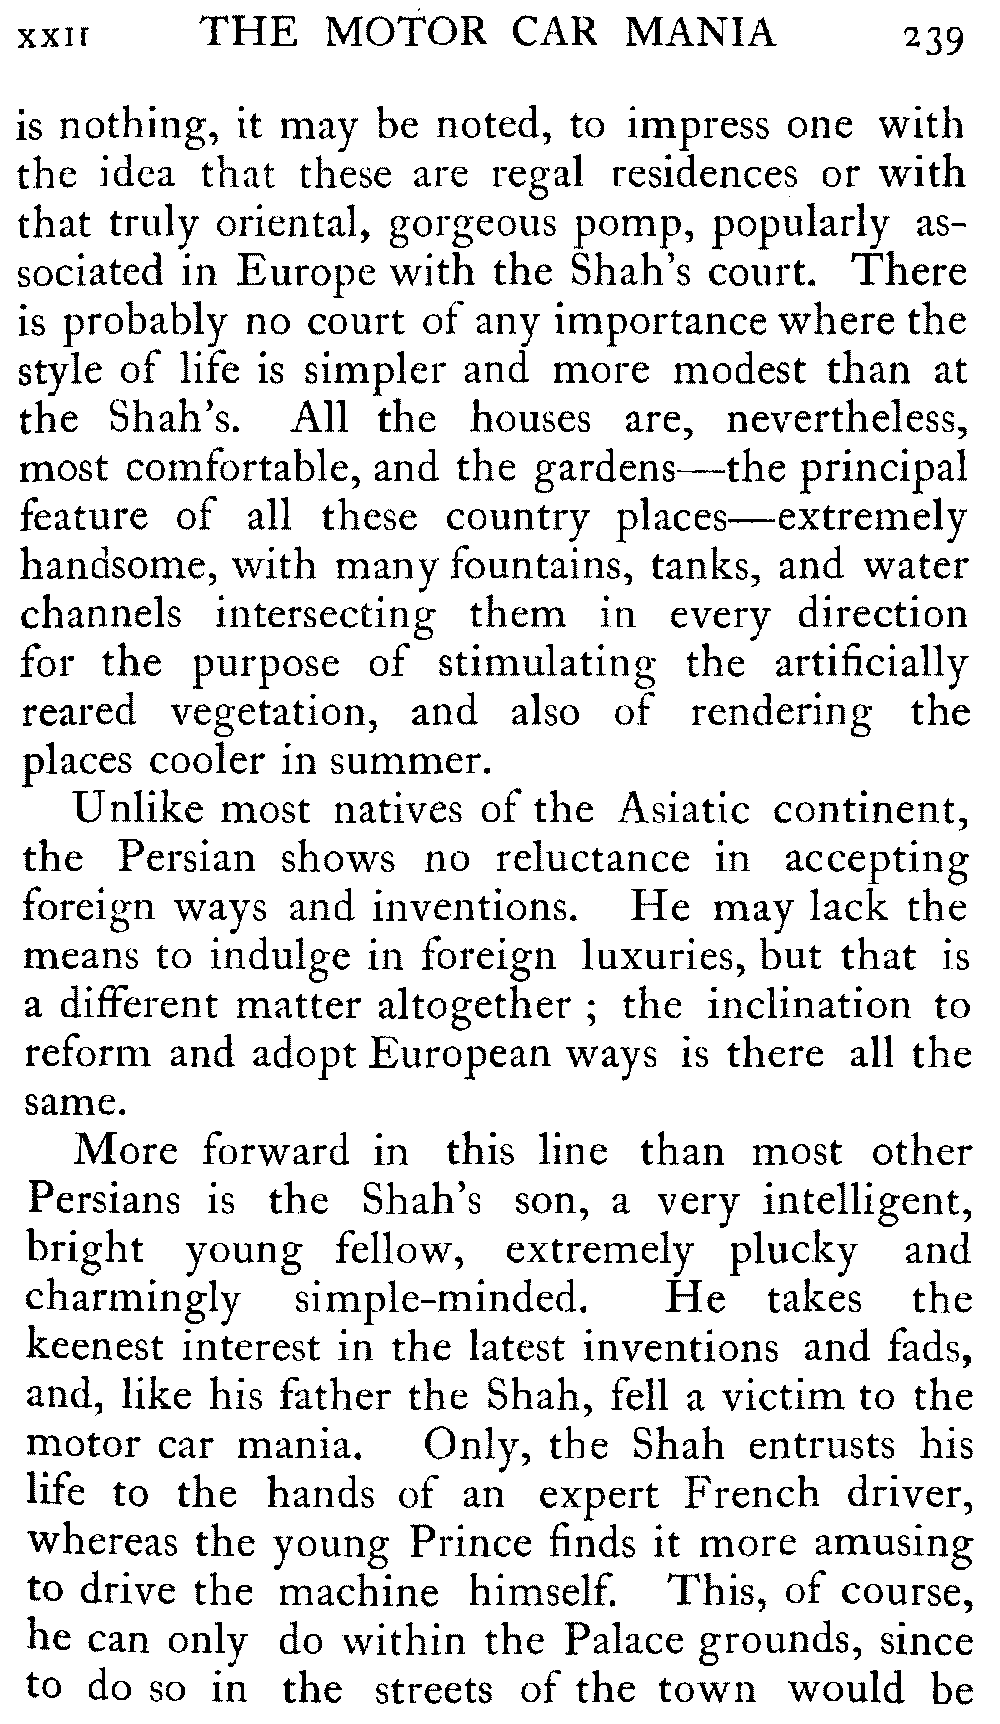 XXII THE MOTOR CAR MANIA 239
is nothing, it may be noted, to impress one with
the idea that these are regal residences or with
that truly oriental, gorgeous pomp, popularly as-
sociated in Europe with the Shah's court. There
is probably no court of any importance where the
style of life is simpler and more modest than at
the Shah's. All the houses are, nevertheless,
most comfortable, and the gardens—the principal
feature of all these country places—extremely
handsome, with many fountains, tanks, and water
channels intersecting them in every direction
for the purpose of stimulating the artificially
reared vegetation, and also of rendering the
places cooler in summer.
Unlike most natives of the Asiatic continent,
the Persian shows no reluctance in accepting
foreign ways and inventions. He may lack the
means to indulge in foreign luxuries, but that is
a different matter altogether ; the inclination to
reform and adopt European ways is there all the
same.
More forward in this line than most other
Persians is the Shah's son, a very intelligent,
bright young fellow, extremely plucky and
charmingly simple-minded. He takes the
keenest interest in the latest inventions and fads,
and, like his father the Shah, fell a victim to the
motor car mania. Only, the Shah entrusts his
life to the hands of an expert French driver,
whereas the young Prince finds it more amusing
to drive the machine himself. This, of course,
he can only do within the Palace grounds, since
to do so in the streets of the town would be